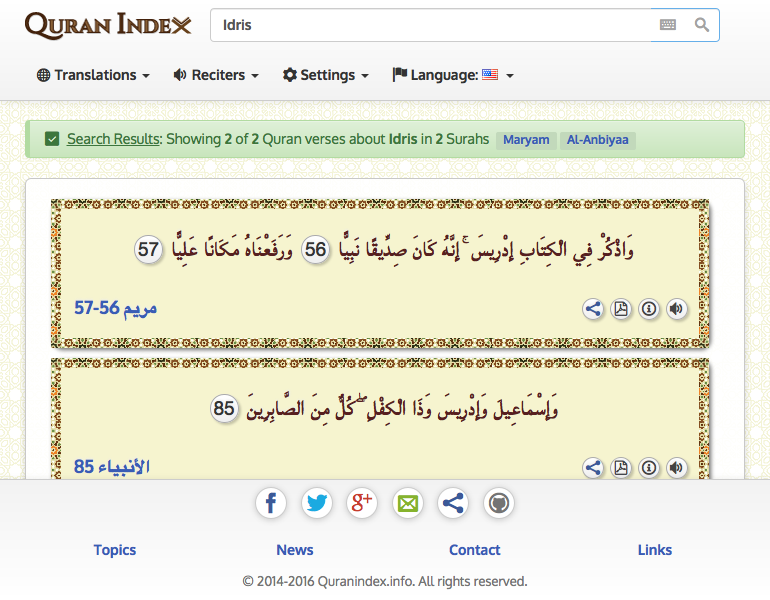 Quran Index
Idris
Translations
Reciters
Settings
Language:
Search Results: Showing 2 of 2 Quran verses about Idris in 2 Surahs Maryam Al-Anbiyaa
وَاذْكُرْ فِي الْكِتَابِ إِدْرِيسَ ۚ إِنَّهُ كَانَ صِدِّيقًا نَبِيًّا 56 وَرَفَعْنَاهُ مَكَانًا عَلِيًّا 57
مريم 56-57
وَإِسْمَاعِيلَ وَإِدْرِيسَ وَذَا الْكِفْلِ ۖ كُلٌّ مِنَ الصَّابِرِينَ 85
الأنبياء 85
Topics
News
Contact
Links
© 2014-2016 Quranindex.info. All rights reserved.